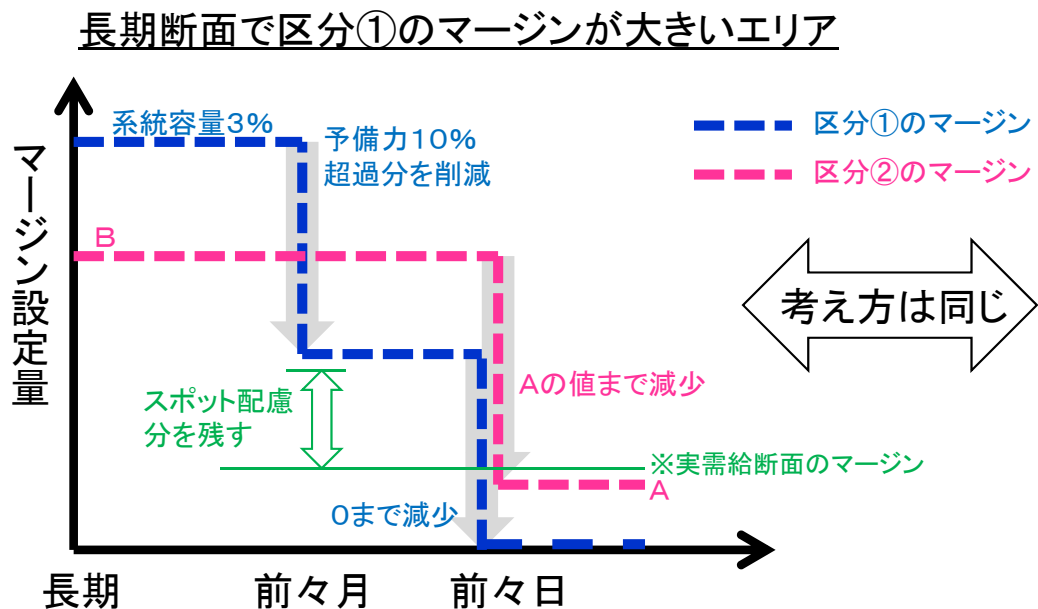 長期断面で区分①のマージンが大きいエリア
マージン設定量
系統容量3%
予備力10%
超過分を削減
区分①のマージン
区分②のマージン
B
考え方は同じ
スポット配慮
分を残す
Aの値まで減少
※実需給断面のマージン
A
0まで減少
長期
前々月
前々日